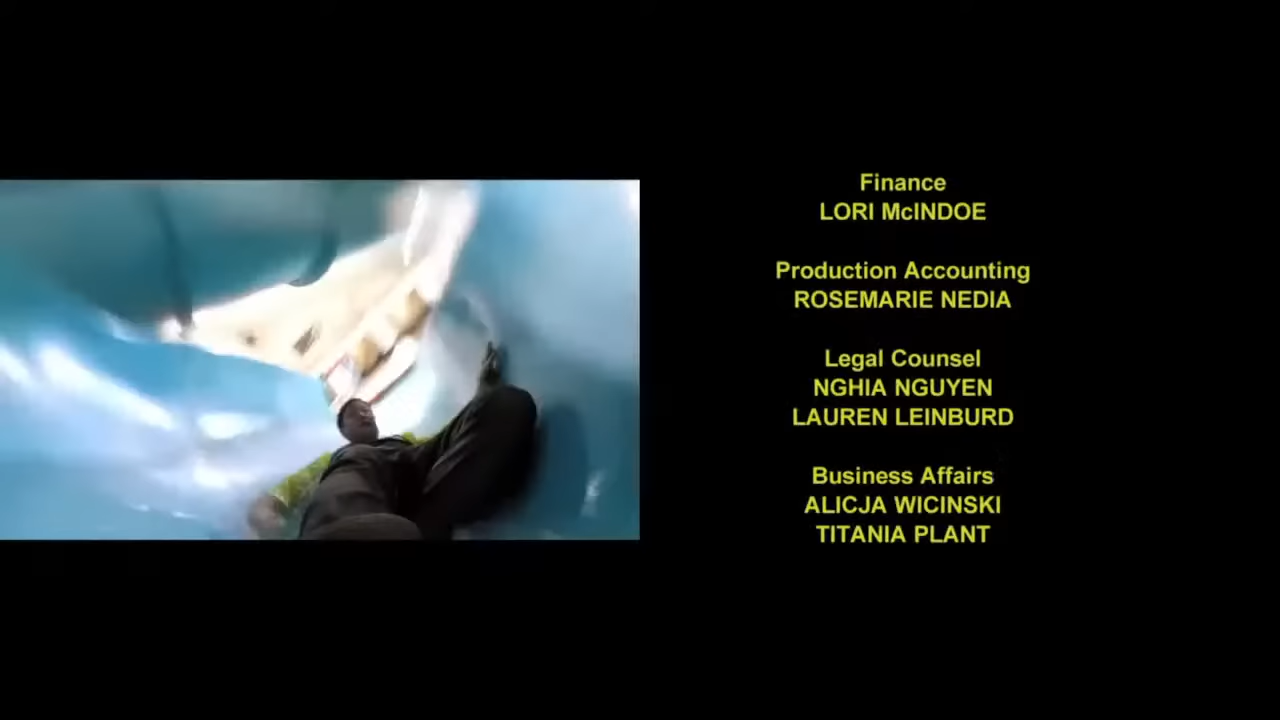 Finance
LORI McINDOE
Production Accounting
ROSEMARIE NEDIA
Legal Counsel
NGHIA NGUYEN
LAUREN LEINBURD
Business Affairs
ALICJA WICINSKI
TITANIA PLANT